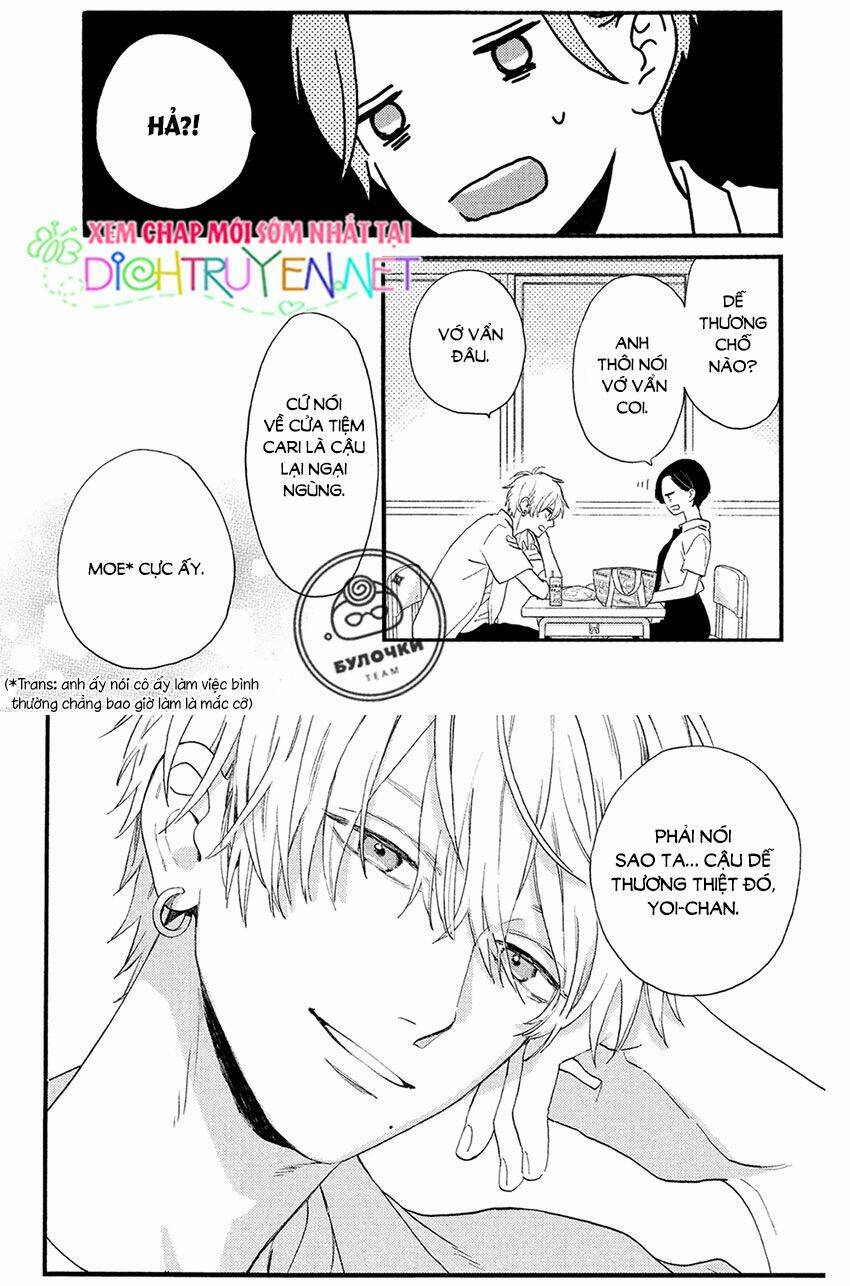 HẢ?!
XEM CHAP MỚI SỚM NHẤT TẠI
DICHTRUYEN.NET
DỄ
THƯƠNG
CHỖ
NÀO?
ANH
THÔI NÓI
VỚ VẨN
COI.
VỚ VẨN
ĐÂU.
CỨ NÓI
VỀ CỬA TIỆM
CARI LÀ CẬU
LẠI NGẠI
NGÙNG.
MOE* CỰC ẤY.
БУЛОЧКИ
TEAM
(*Trans: anh ấy nói cô ấy làm việc bình
thường chẳng bao giờ làm là mắc cỡ)
PHẢI NÓI
SAO TA... CẬU DỄ
THƯƠNG THIỆT ĐÓ,
YOI-CHAN.